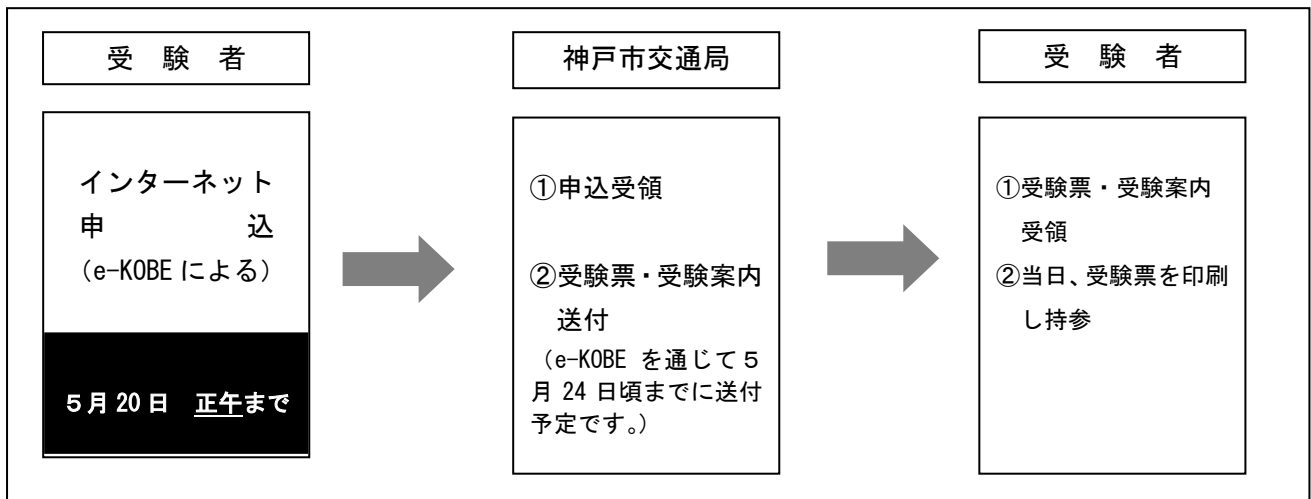 受　験　者
インターネット
申　　　　　込
（e-KOBE による）
５月 20 日　正午まで
神戸市交通局
①申込受領
②受験票・受験案内
送付
（e-KOBE を通じて５
月 24 日頃までに送付
予定です。）
受　験　者
①受験票・受験案内
受領
②当日、受験票を印刷
し持参